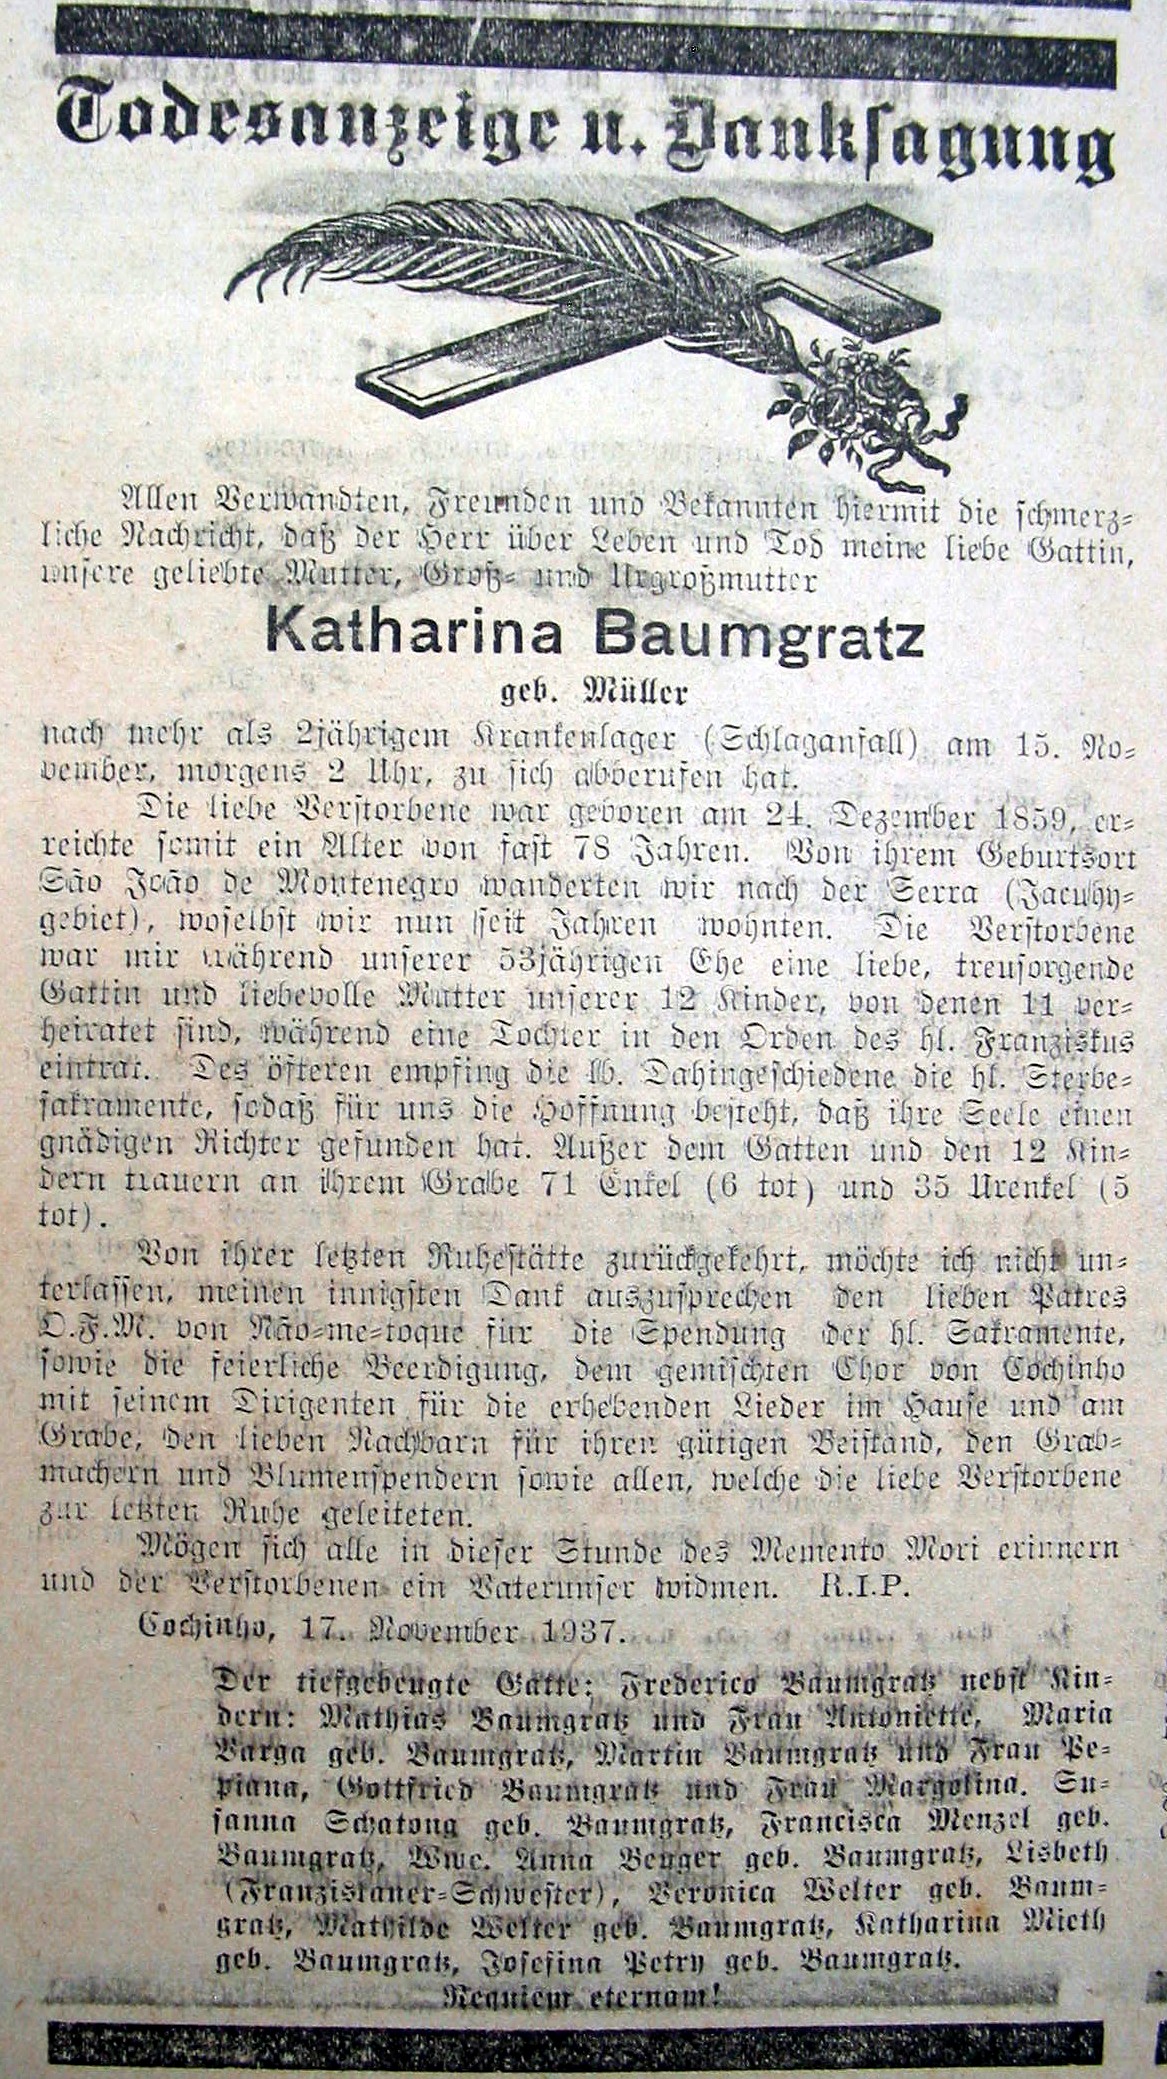 Todesanzeige u. Danksagung
Allen Verwandten, Freunden und Bekannten hiermit die schmerz-
liche Nachricht, daß der Herr über Leben und Tod meine liebe Gattin,
unsere geliebte Mutter, Groß- und Urgroßmutter
Katharina Baumgratz
geb. Müller
nach mehr als 2jährigem Krankenlager (Schlaganfall) am 15. No-
vember, morgens 2 Uhr, zu sich abberufen hat.
Die liebe Verstorbene war geboren am 24. Dezember 1859, er-
reichte somit ein Alter von fast 78 Jahren. Von ihrem Geburtsort
São João de Montenegro wanderten wir nach der Serra (Jacuhy-
gebiet), woselbst wir nun seit Jahren wohnten. Die Verstorbene
war mir während unserer 53jährigen Ehe eine liebe, treusorgende
Gattin und liebevolle Mutter unserer 12 Kinder, von denen 11 ver-
heiratet sind, während eine Tochter in den Orden des hl. Franziskus
eintrat. Des öfteren empfing die lb. Dahingeschiedene die hl. Sterbe-
sakramente, sodaß für uns die Hoffnung besteht, daß ihre Seele einen
gnädigen Richter gefunden hat. Außer dem Gatten und den 12 Kin-
dern trauern an ihrem Grabe 71 Enkel (6 tot) und 35 Urenkel (5
tot).
Von ihrer letzten Ruhestätte zurückgekehrt, möchte ich nicht un-
terlassen, meinen innigsten Dank auszusprechen den lieben Patres
O.F.M. von Não-me-toque für die Spendung der hl. Sakramente,
sowie die feierliche Beerdigung, dem gemischten Chor von Cochinho
mit seinem Dirigenten für die erhebenden Lieder im Hause und am
Grabe, den lieben Nachbarn für ihren gütigen Beistand, den Grab-
machern und Blumenspendern sowie allen, welche die liebe Verstorbene
zur letzten Ruhe geleiteten.
Mögen sich alle in dieser Stunde des Memento Mori erinnern
und der Verstorbenen ein Vaterunser widmen. R.I.P.
Cochinho, 17. November 1937.
Der tiefgebeugte Gatte: Frederico Baumgratz nebst Kin-
dern: Mathias Baumgratz und Frau Antoniette, Maria
Barga geb. Baumgratz, Martin Baumgratz und Frau Pe-
piana, Gottfried Baumgratz und Frau Margolina. Su-
sanna Schatong geb. Baumgratz, Francisca Menzel geb.
Baumgratz, Wwe. Anna Benger geb. Baumgratz, Lisbeth
(Franziskaner-Schwester), Veronica Welter geb. Baum-
gratz, Mathilde Welter geb. Baumgratz, Katharina Mieth
geb. Baumgratz, Josefina Petry geb. Baumgratz.
Requiem eternam!